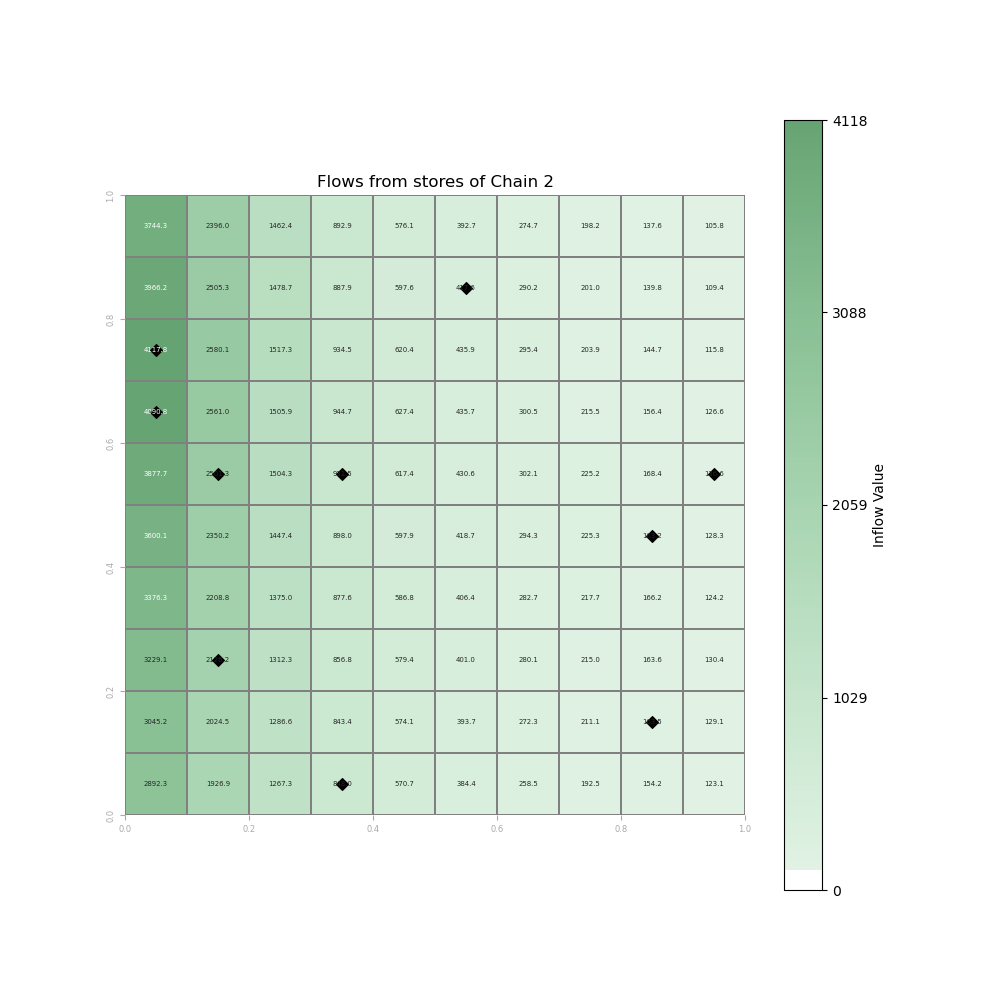 Flows from stores of Chain 2
1.0 3744.3 2396.0 1462.4 892.9 576.1 392.7 274.7 198.2 137.6 105.8
3966.2 2505.3 1478.7 887.9 597.6 290.2 201.0 139.8 109.4
0.8 2580.1 1517.3 934.5 620.4 435.9 295.4 203.9 144.7 115.8
2561.0 1505.9 944.7 627.4 435.7 300.5 215.5 156.4 126.6
0.6 3877.7 1504.3 617.4 430.6 302.1 225.2 168.4
3600.1 2350.2 1447.4 898.0 597.9 418.7 294.3 225.3 128.3
0.4 3376.3 2208.8 1375.0 877.6 586.8 406.4 282.7 217.7 166.2 124.2
3229.1 1312.3 856.8 579.4 401.0 280.1 215.0 163.6 130.4
0.2 3045.2 2024.5 1286.6 843.4 574.1 393.7 272.3 211.1 129.1
2892.3 1926.9 1267.3 570.7 384.4 258.5 192.5 154.2 123.1
0.0
0.0 0.2 0.4 0.6 0.8 1.0
4118
3088
2059
1029
0
Inflow Value